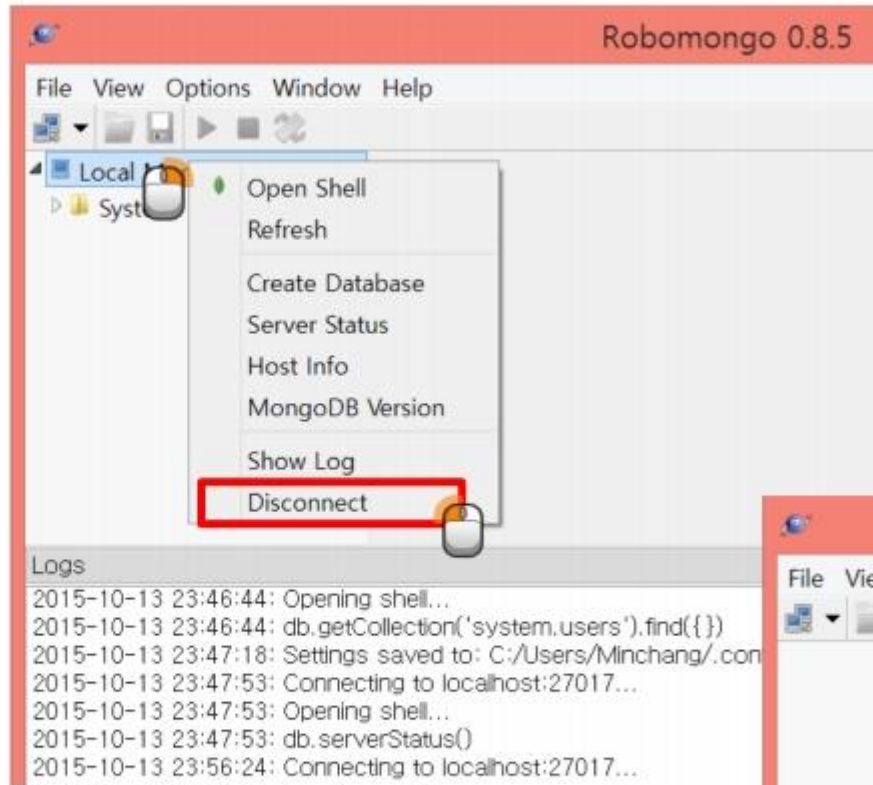 Robomongo 0.8.5
File View Options Window Help
Local
Syst
Open Shell
Refresh
Create Database
Server Status
Host Info
MongoDB Version
Show Log
Disconnect
Logs
2015-10-13 23:46:44: Opening shell...
2015-10-13 23:46:44: db.getCollection('system.users').find({})
2015-10-13 23:47:18: Settings saved to: C:/Users/Minchang/.con
2015-10-13 23:47:53: Connecting to localhost:27017...
2015-10-13 23:47:53: Opening shell...
2015-10-13 23:47:53: db.serverStatus()
2015-10-13 23:56:24: Connecting to localhost:27017...
File Vie